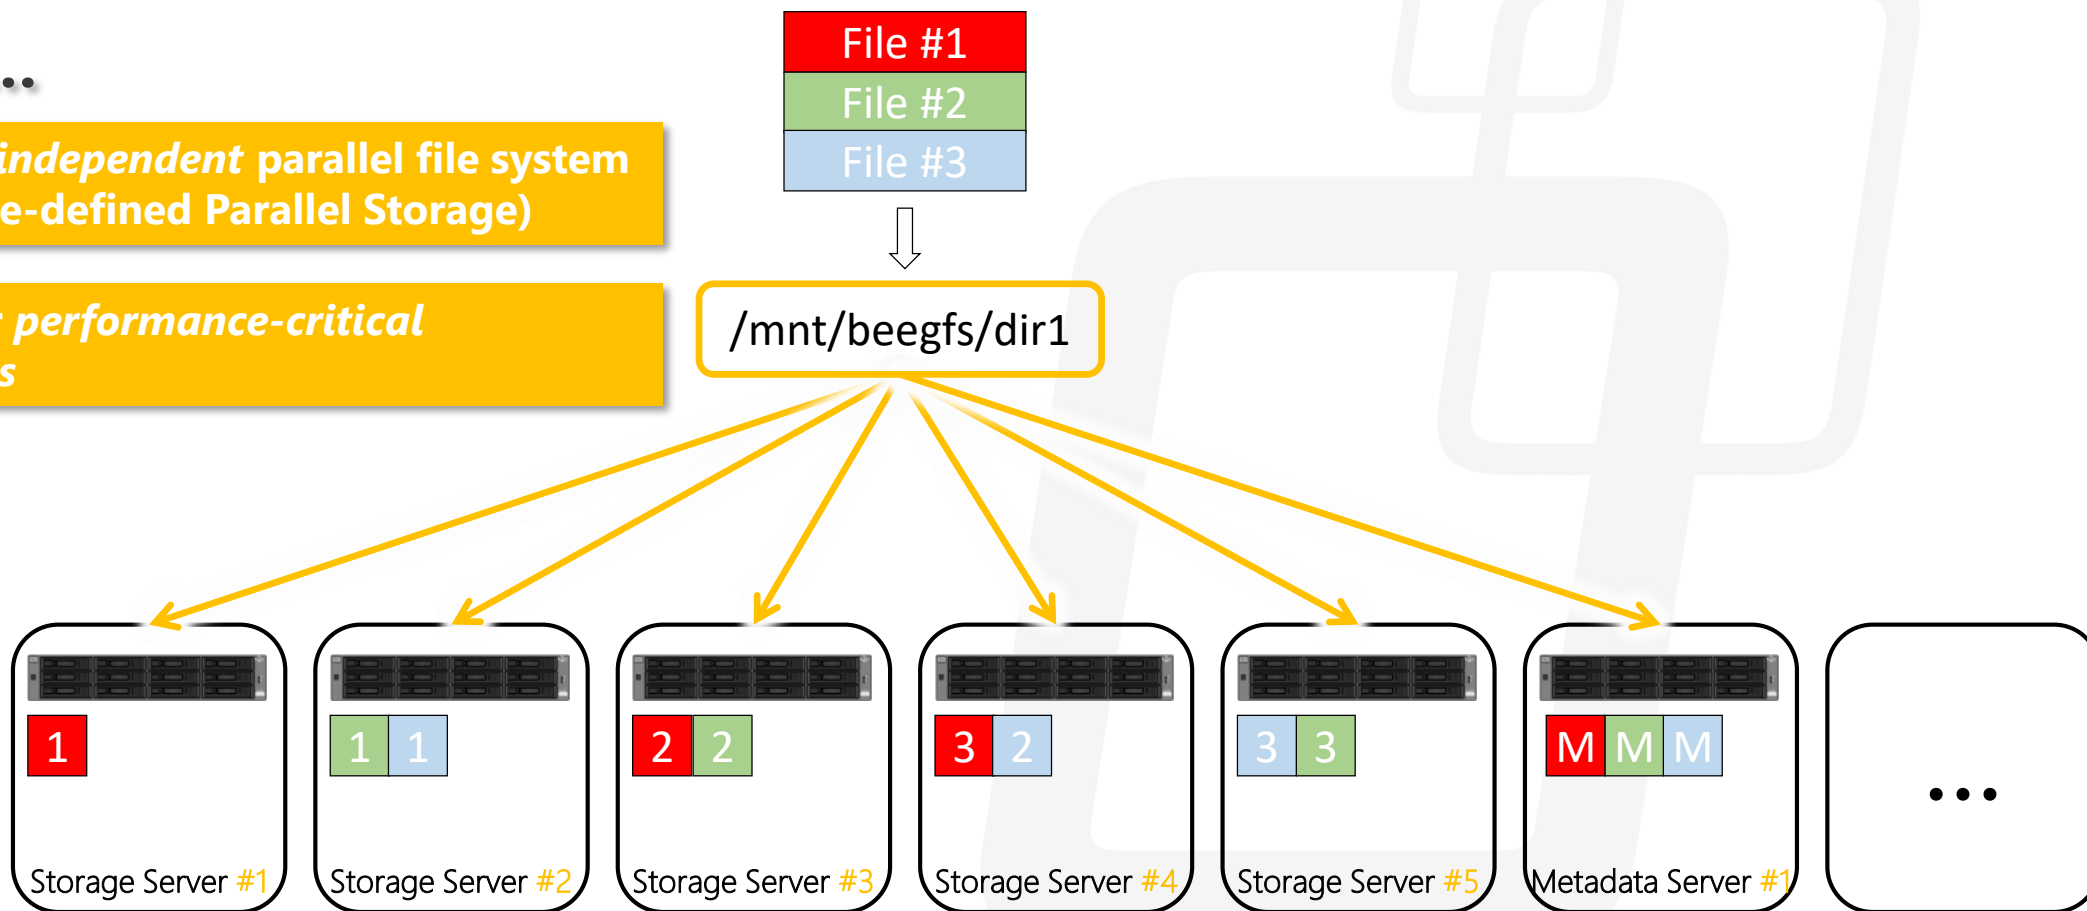 ...
independent parallel file system
e-defined Parallel Storage)
performance-critical
s
File #1
File #2
File #3
/mnt/beegfs/dir1
1
1 1
2 2
3 2
3 3
M M M
...
Storage Server #1
Storage Server #2
Storage Server #3
Storage Server #4
Storage Server #5
Metadata Server #1